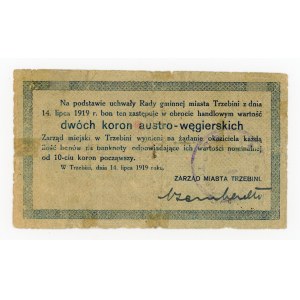 Na podstawie uchwały Rady gminnej miasta Trzebini z dnia
14. lipca 1919 r. bon ten zastępuje w obrocie handlowym wartość
dwóch koron austro-węgierskich
Zarząd miejski w Trzebini wymieni na żądanie okaziciela każdą
ilość bonów na banknoty odpowiadające ich wartości nominalnej
od 10-ciu koron począwszy.
W Trzebini, dnia 14. lipca 1919 roku.
ZARZĄD MIASTA TRZEBINI.